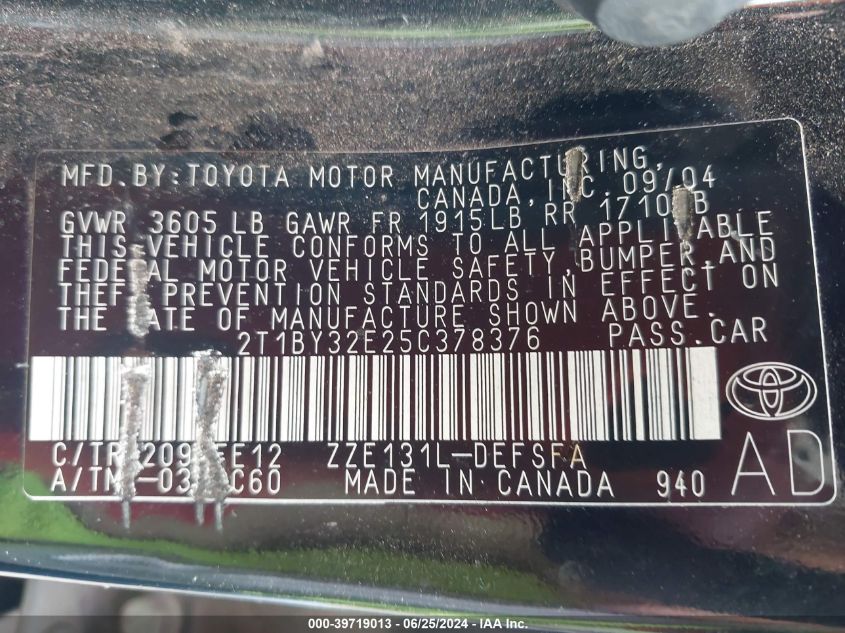 MFD.BY:TOYOTA MOTOR MANUFACTURING,
CANADA, INC. 09/04
GVWR 3605 LB GAWR FR 1915LB RR 1710LB
THIS VEHICLE CONFORMS TO ALL APPLICABLE
FEDERAL MOTOR VEHICLE SAFETY, BUMPER, AND
THEFT PREVENTION STANDARDS IN EFFECT ON
THE DATE OF MANUFACTURE SHOWN ABOVE.
2T1BY32E25C378376 PASS.CAR
C/TR ZZE131L-DEFSFA
MADE IN CANADA 940
AD
000-39719013 - 06/25/2024 - IAA Inc.